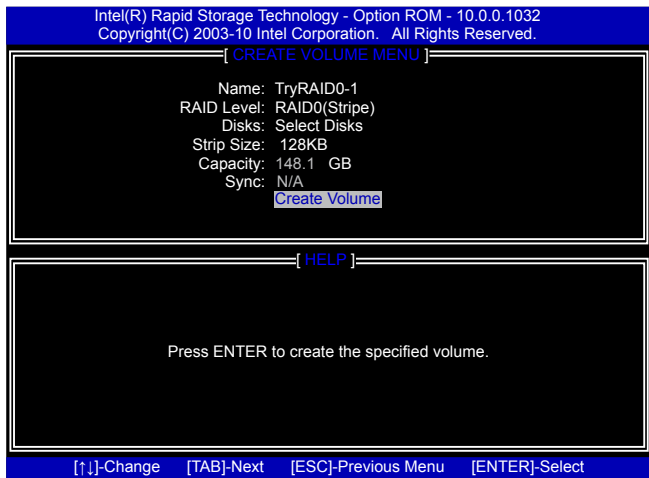 Intel(R) Rapid Storage Technology - Option ROM - 10.0.0.1032
Copyright(C) 2003-10 Intel Corporation. All Rights Reserved.
[ CREATE VOLUME MENU ]
Name: TryRAID0-1
RAID Level: RAID0(Stripe)
Disks: Select Disks
Strip Size: 128KB
Capacity: 148.1 GB
Sync: N/A
Create Volume
[ HELP ]
Press ENTER to create the specified volume.
[↑↓]-Change [TAB]-Next [ESC]-Previous Menu [ENTER]-Select